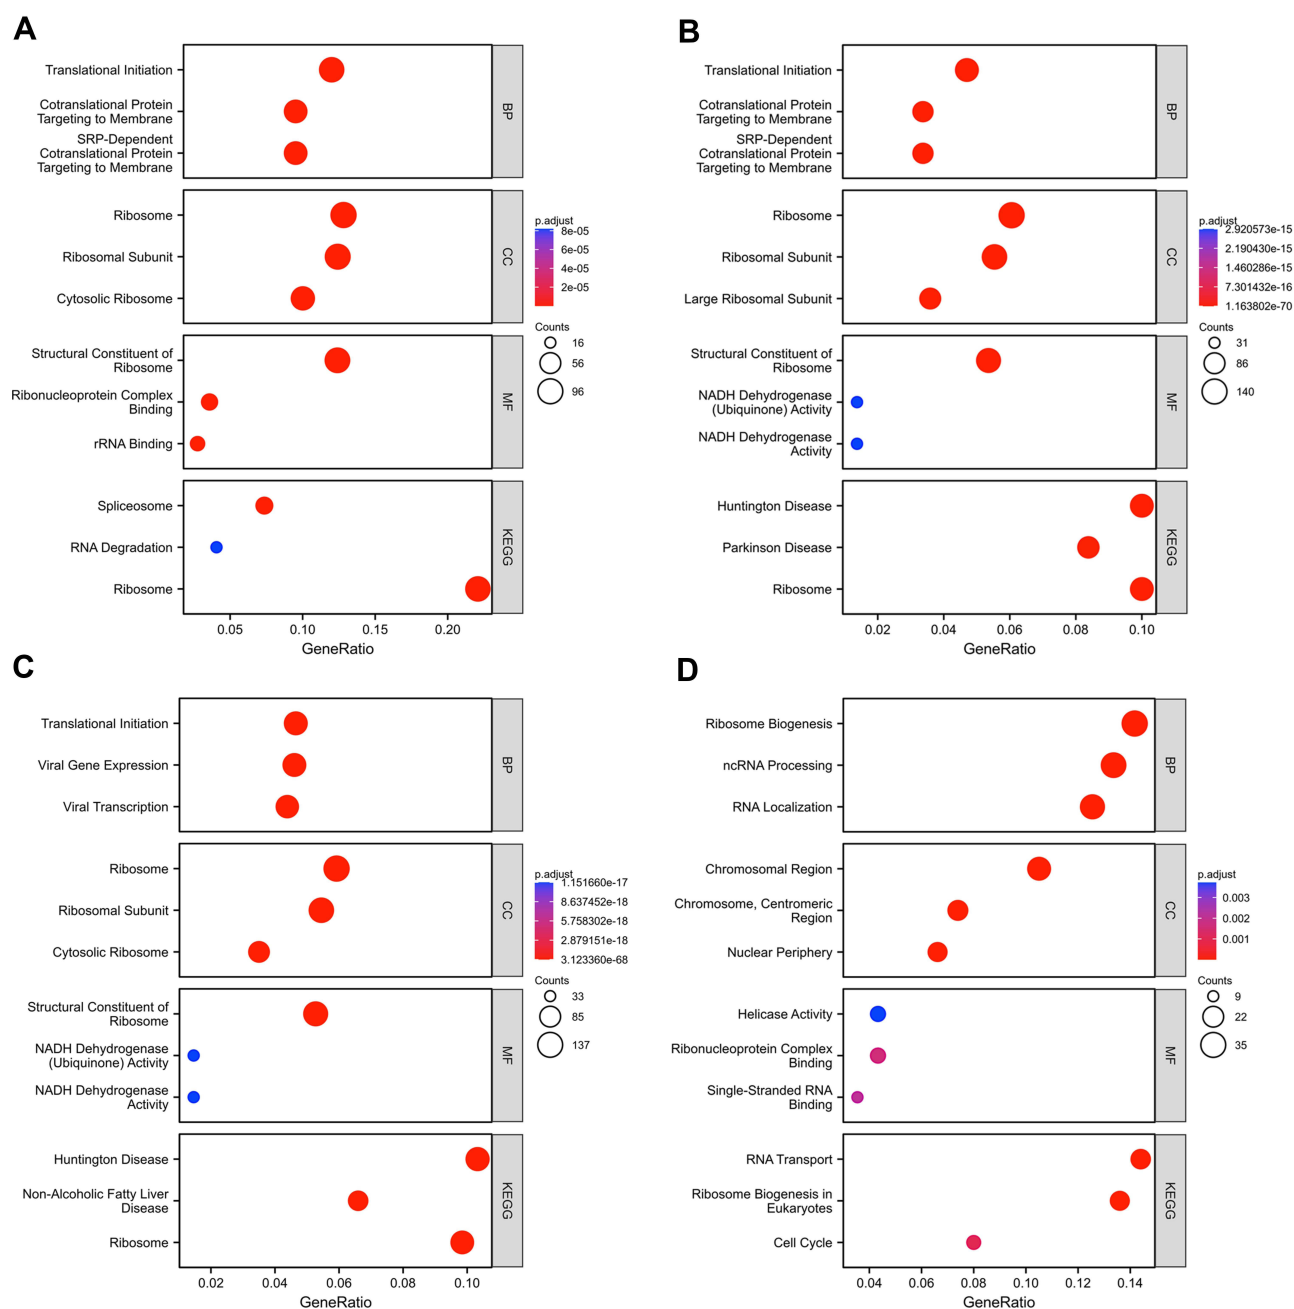 A
Translational Initiation
Cotranslational Protein
Targeting to Membrane
SRP-Dependent
Cotranslational Protein
Targeting to Membrane
BP
Ribosome
Ribosomal Subunit
Cytosolic Ribosome
CC
Structural Constituent of
Ribosome
Ribonucleoprotein Complex
Binding
rRNA Binding
MF
Spliceosome
RNA Degradation
Ribosome
KEGG
0.05 0.10 0.15 0.20
GeneRatio
p.adjust
8e-05
6e-05
4e-05
2e-05
Counts
16
56
96
B
Translational Initiation
Cotranslational Protein
Targeting to Membrane
SRP-Dependent
Cotranslational Protein
Targeting to Membrane
BP
Ribosome
Ribosomal Subunit
Large Ribosomal Subunit
CC
Structural Constituent of
Ribosome
NADH Dehydrogenase
(Ubiquinone) Activity
NADH Dehydrogenase
Activity
MF
Huntington Disease
Parkinson Disease
Ribosome
KEGG
0.02 0.04 0.06 0.08 0.10
GeneRatio
p.adjust
2.920573e-15
2.190430e-15
1.460286e-15
7.301432e-16
1.163802e-70
Counts
31
86
140
C
Translational Initiation
Viral Gene Expression
Viral Transcription
BP
Ribosome
Ribosomal Subunit
Cytosolic Ribosome
CC
Structural Constituent of
Ribosome
NADH Dehydrogenase
(Ubiquinone) Activity
NADH Dehydrogenase
Activity
MF
Huntington Disease
Non-Alcoholic Fatty Liver
Disease
Ribosome
KEGG
0.02 0.04 0.06 0.08 0.10
GeneRatio
p.adjust
1.151660e-17
8.637452e-18
5.758302e-18
2.879151e-18
3.123360e-68
Counts
33
85
137
D
Ribosome Biogenesis
ncRNA Processing
RNA Localization
BP
Chromosomal Region
Chromosome, Centromeric
Region
Nuclear Periphery
CC
Helicase Activity
Ribonucleoprotein Complex
Binding
Single-Stranded RNA
Binding
MF
RNA Transport
Ribosome Biogenesis in
Eukaryotes
Cell Cycle
KEGG
0.04 0.06 0.08 0.10 0.12 0.14
GeneRatio
p.adjust
0.003
0.002
0.001
Counts
9
22
35